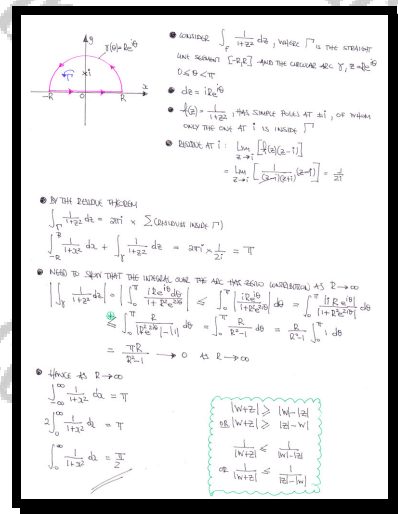 y
γ(θ)=Re^{iθ}
×i
-R R x
• CONSIDER ∫_Γ 1/(1+z²) dz, WHERE Γ IS THE STRAIGHT
LINE SEGMENT [-R,R] AND THE CIRCULAR ARC γ, z=Re^{iθ}
0≤θ<π
• dz = iRe^{iθ}
• f(z) = 1/(1+z²), HAS SIMPLE POLES AT ±i, OF WHICH
ONLY THE ONE AT i IS INSIDE Γ
• RESIDUE AT i: Lim_{z→i} [f(z)(z-i)]
= Lim_{z→i} [1/((z-i)(z+i)) (z-i)] = 1/2i
• BY THE RESIDUE THEOREM
∫_Γ 1/(1+z²) dz = 2πi × Σ(RESIDUES INSIDE Γ)
∫_{-R}^{R} 1/(1+x²) dx + ∫_γ 1/(1+z²) dz = 2πi × 1/2i = π
• NEED TO SHOW THAT THE INTEGRAL OVER THE ARC HAS ZERO CONTRIBUTION AS R→∞
|∫_γ 1/(1+z²) dz| = |∫_0^π iRe^{iθ}dθ/(1+R²e^{2iθ})| ≤ ∫_0^π |iRe^{iθ}/(1+R²e^{2iθ})| dθ = ∫_0^π |iRe^{iθ}|/|1+R²e^{2iθ}| dθ
≤ ∫_0^π R/(|R²e^{2iθ}|-|1|) dθ = ∫_0^π R/(R²-1) dθ = R/(R²-1) ∫_0^π 1 dθ
= πR/(R²-1) → 0 AS R→∞
• HENCE AS R→∞
∫_{-∞}^{∞} 1/(1+x²) dx = π
2∫_0^∞ 1/(1+x²) dx = π
∫_0^∞ 1/(1+x²) dx = π/2
|w+z| ≥ |w|-|z|
OR |w+z| ≥ |z|-|w|
1/|w+z| ≤ 1/(|w|-|z|)
OR 1/|w+z| ≤ 1/(|z|-|w|)